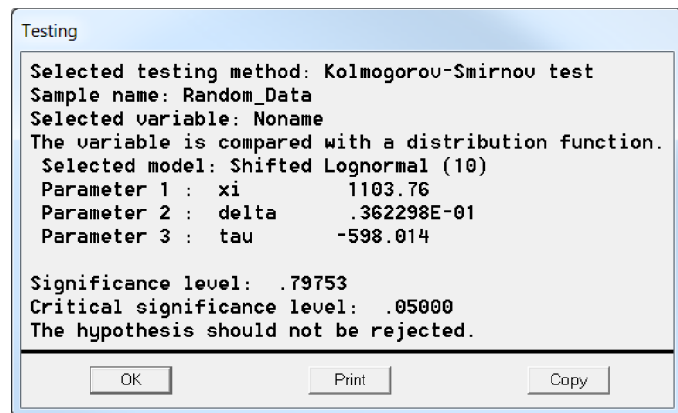 Testing
Selected testing method: Kolmogorov-Smirnov test
Sample name: Random_Data
Selected variable: Noname
The variable is compared with a distribution function.
Selected model: Shifted Lognormal (10)
Parameter 1 : xi 1103.76
Parameter 2 : delta .362298E-01
Parameter 3 : tau -598.014
Significance level: .79753
Critical significance level: .05000
The hypothesis should not be rejected.
OK Print Copy